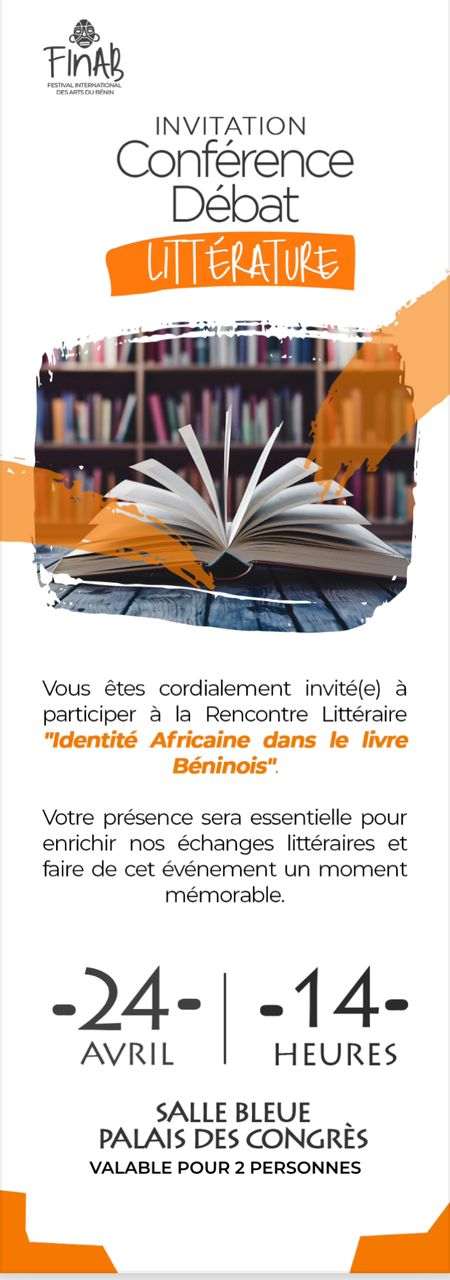 FInAB
FESTIVAL INTERNATIONAL
DES ARTS DU BÉNIN
INVITATION
Conférence
Débat
LITTÉRATURE
Vous êtes cordialement invité(e) à
participer à la Rencontre Littéraire
"Identité Africaine dans le livre
Béninois".
Votre présence sera essentielle pour
enrichir nos échanges littéraires et
faire de cet événement un moment
mémorable.
-24- | -14-
AVRIL HEURES
SALLE BLEUE
PALAIS DES CONGRÈS
VALABLE POUR 2 PERSONNES